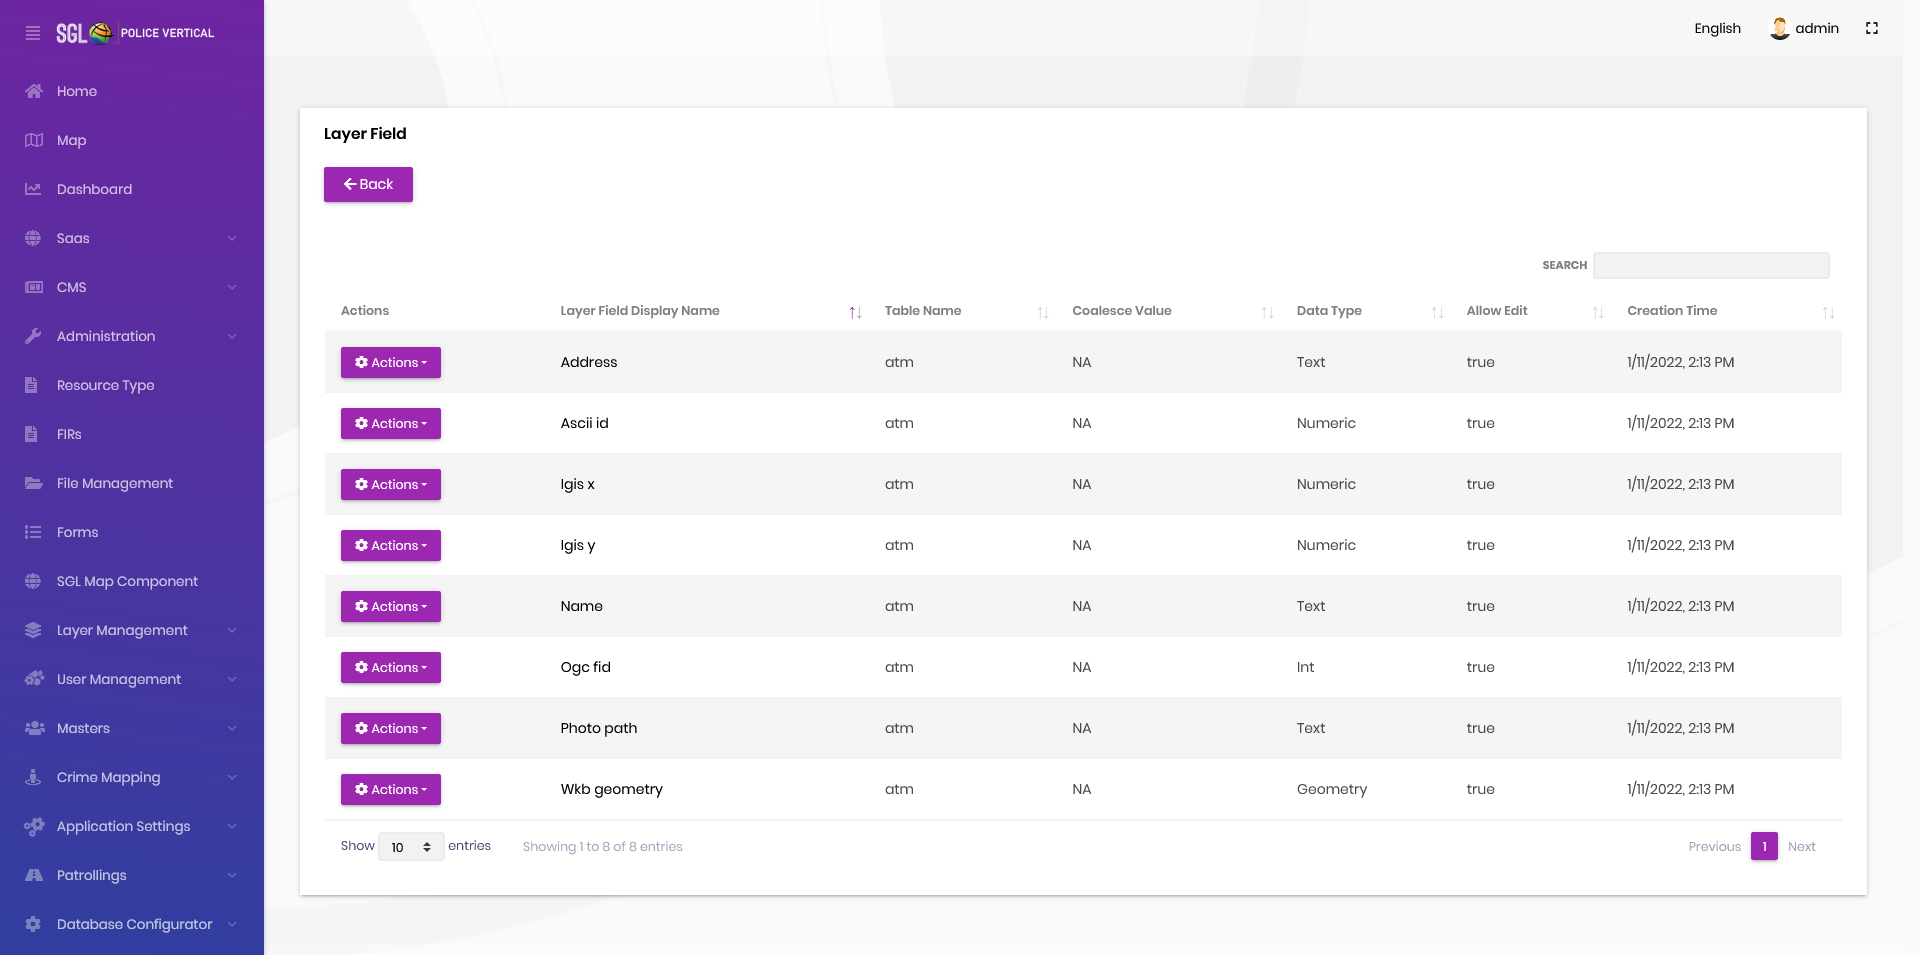 SGL POLICE VERTICAL
English admin
Home
Map
Dashboard
Saas
CMS
Administration
Resource Type
FIRs
File Management
Forms
SGL Map Component
Layer Management
User Management
Masters
Crime Mapping
Application Settings
Patrollings
Database Configurator
Layer Field
Back
SEARCH
Actions Layer Field Display Name Table Name Coalesce Value Data Type Allow Edit Creation Time
Actions Address atm NA Text true 1/11/2022, 2:13 PM
Actions Ascii id atm NA Numeric true 1/11/2022, 2:13 PM
Actions Igis x atm NA Numeric true 1/11/2022, 2:13 PM
Actions Igis y atm NA Numeric true 1/11/2022, 2:13 PM
Actions Name atm NA Text true 1/11/2022, 2:13 PM
Actions Ogc fid atm NA Int true 1/11/2022, 2:13 PM
Actions Photo path atm NA Text true 1/11/2022, 2:13 PM
Actions Wkb geometry atm NA Geometry true 1/11/2022, 2:13 PM
Show 10 entries Showing 1 to 8 of 8 entries Previous 1 Next